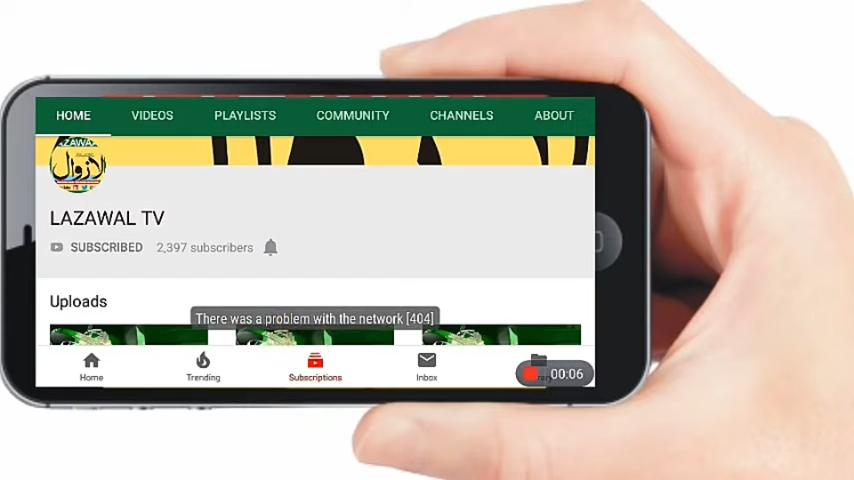 HOME VIDEOS PLAYLISTS COMMUNITY CHANNELS ABOUT
لازوال
LAZAWAL TV
SUBSCRIBED 2,397 subscribers
Uploads
There was a problem with the network [404]
Home Trending Subscriptions Inbox
00:06